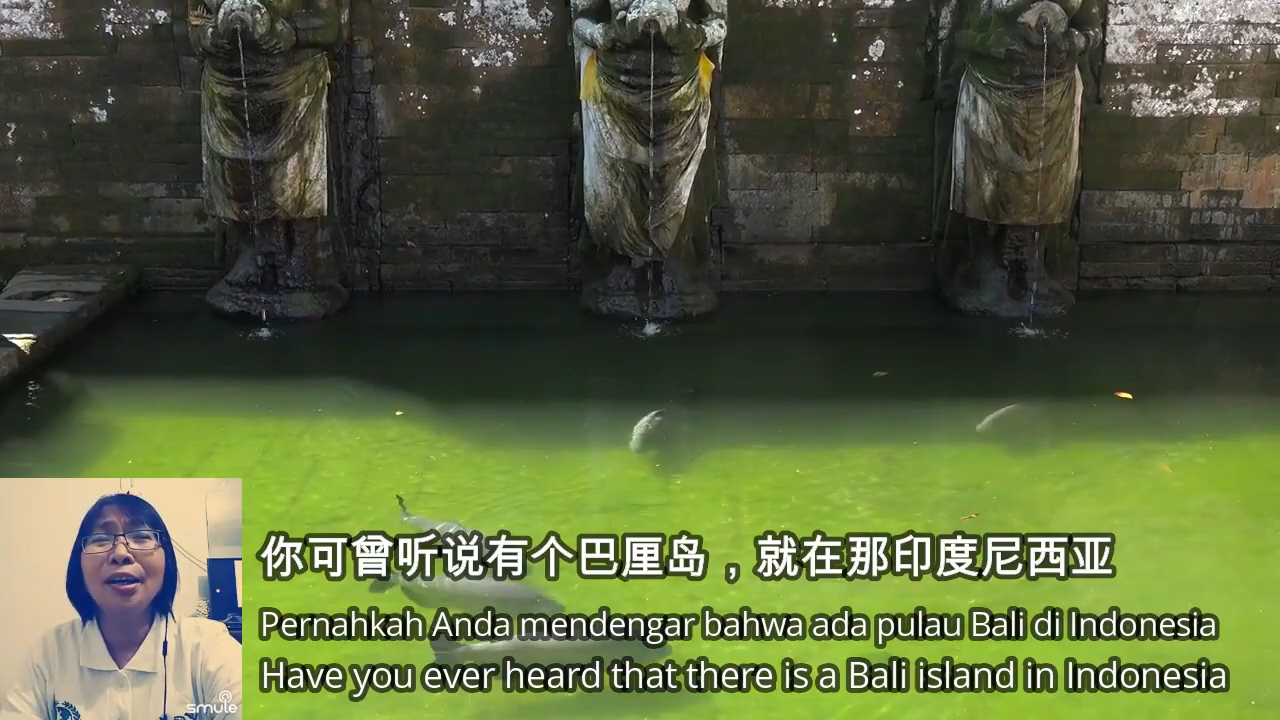 你可曾听说有个巴厘岛，就在那印度尼西亚
Pernahkah Anda mendengar bahwa ada pulau Bali di Indonesia
Have you ever heard that there is a Bali island in Indonesia
smule